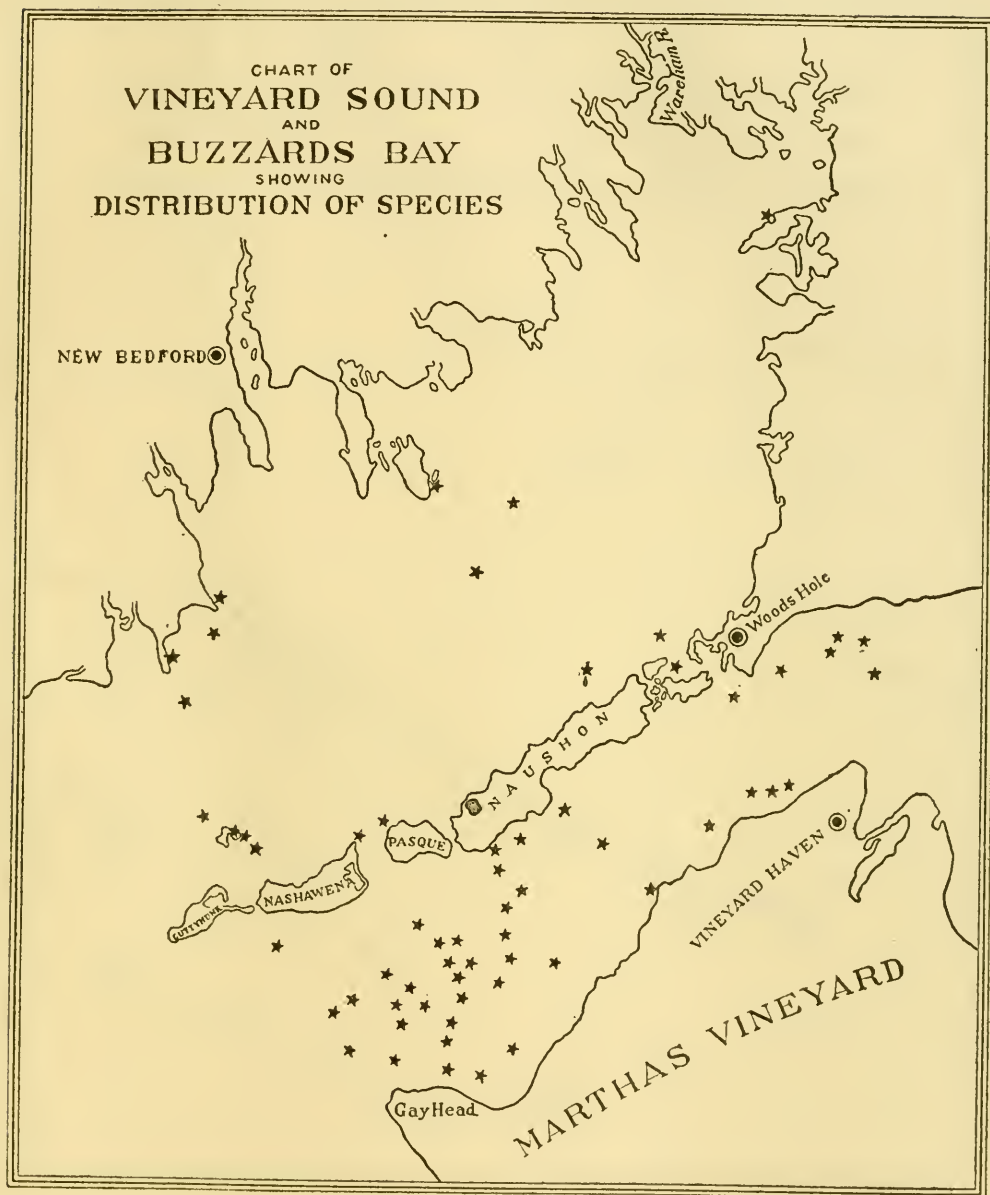 CHART OF
VINEYARD SOUND
AND
BUZZARDS BAY
SHOWING
DISTRIBUTION OF SPECIES
Wareham R.
NEW BEDFORD
Woods Hole
NAUSHON
PASQUE
NASHAWENA
CUTTYHUNK
VINEYARD HAVEN
MARTHAS VINEYARD
Gay Head